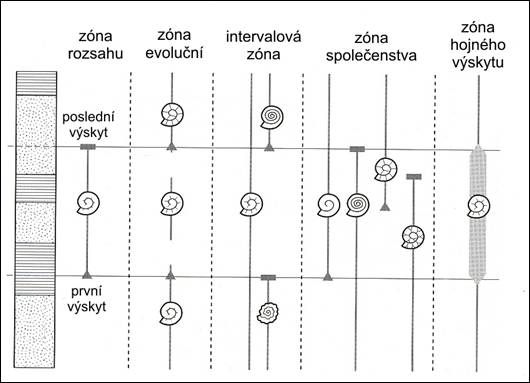 zóna
rozsahu
zóna
evoluční
intervalová
zóna
zóna
společenstva
zóna
hojného
výskytu
poslední
výskyt
první
výskyt